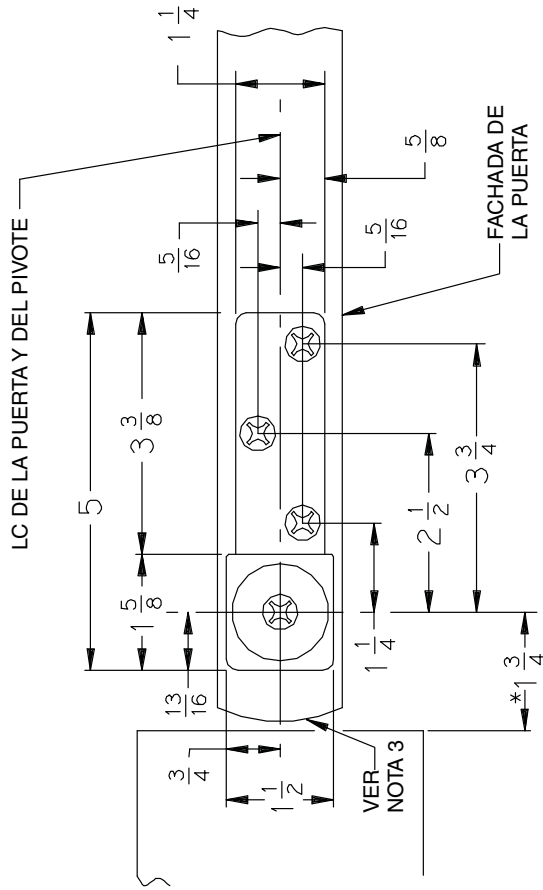 LC DE LA PUERTA Y DEL PIVOTE
1 1/4
5/8
5/16
5/16
FACHADA DE
LA PUERTA
5
3 3/8
1 5/8
13/16
3/4
1 1/2
VER
NOTA 3
1 1/4
2 1/2
3 3/4
*1 3/4